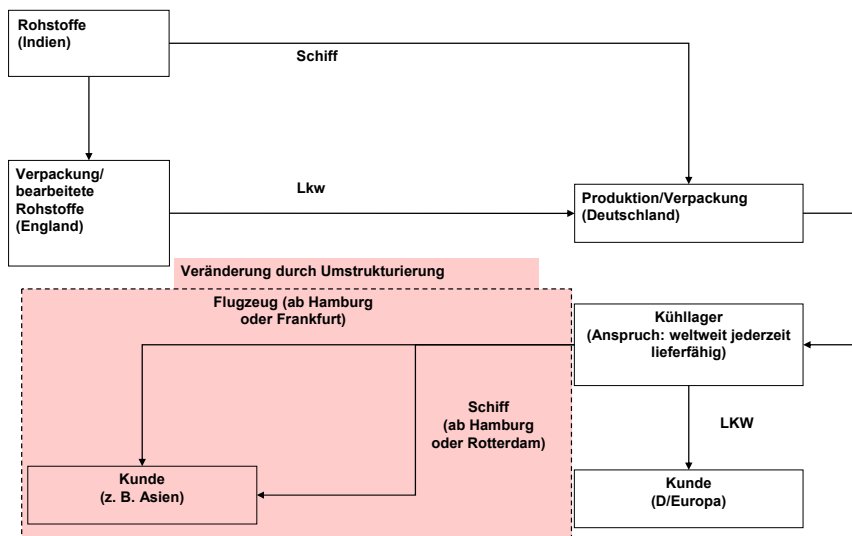 Rohstoffe
(Indien)
Schiff
Verpackung/
bearbeitete
Rohstoffe
(England)
Lkw
Produktion/Verpackung
(Deutschland)
Veränderung durch Umstrukturierung
Flugzeug (ab Hamburg
oder Frankfurt)
Kühllager
(Anspruch: weltweit jederzeit
lieferfähig)
Schiff
(ab Hamburg
oder Rotterdam)
LKW
Kunde
(z. B. Asien)
Kunde
(D/Europa)